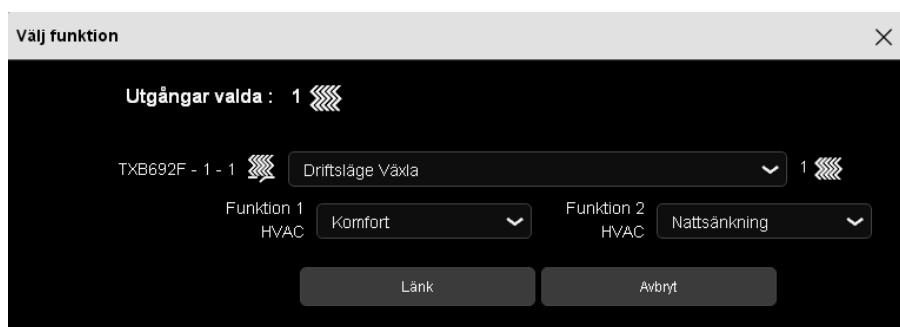 Välj funktion
Utgångar valda : 1
TXB692F - 1 - 1 Driftsläge Växla 1
Funktion 1 HVAC Komfort Funktion 2 HVAC Nattsänkning
Länk Avbryt